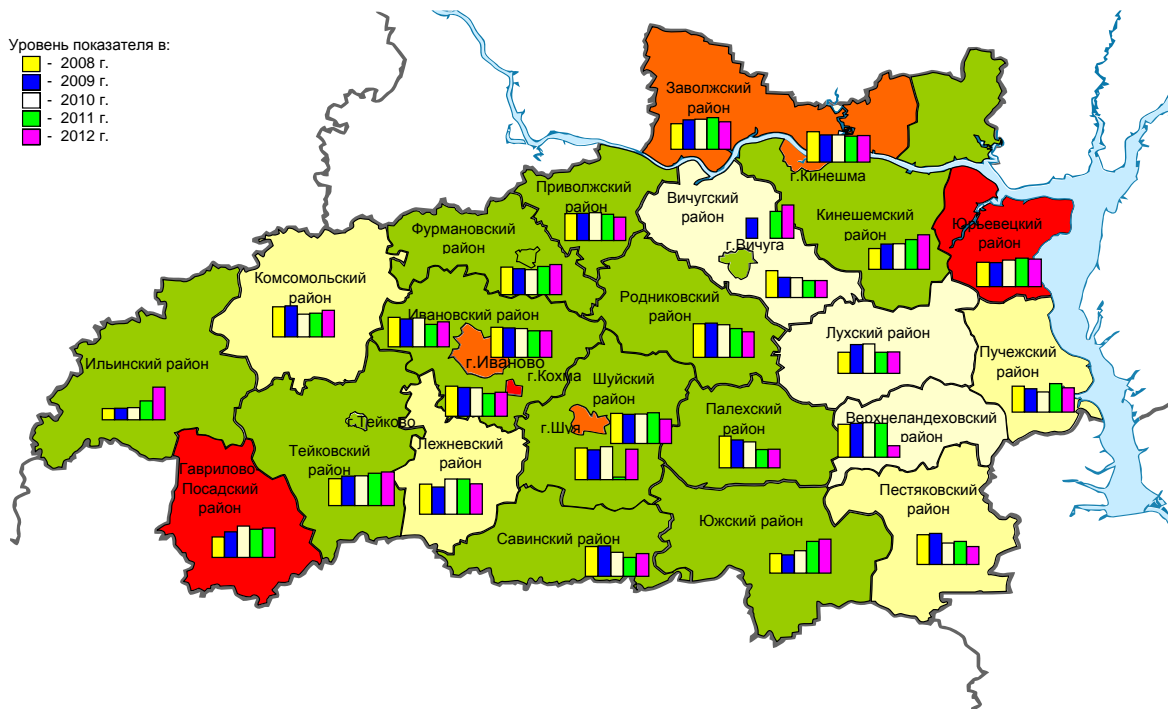 Уровень показателя в:
- 2008 г.
- 2009 г.
- 2010 г.
- 2011 г.
- 2012 г.
Заволжский
район
г.Кинешма
Приволжский
район
Вичугский
район
Кинешемский
район
Юрьевецкий
район
Фурмановский
район
г.Вичуга
Комсомольский
район
Родниковский
район
Ивановский район
Лухский район
Пучежский
район
Ильинский район
г.Иваново
г.Кохма
Шуйский
район
г.Тейково
г.Шуя
Палехский
район
Верхнеландеховский
район
Тейковский
район
Лежневский
район
Гаврилово-
Посадский
район
Пестяковский
район
Южский район
Савинский район